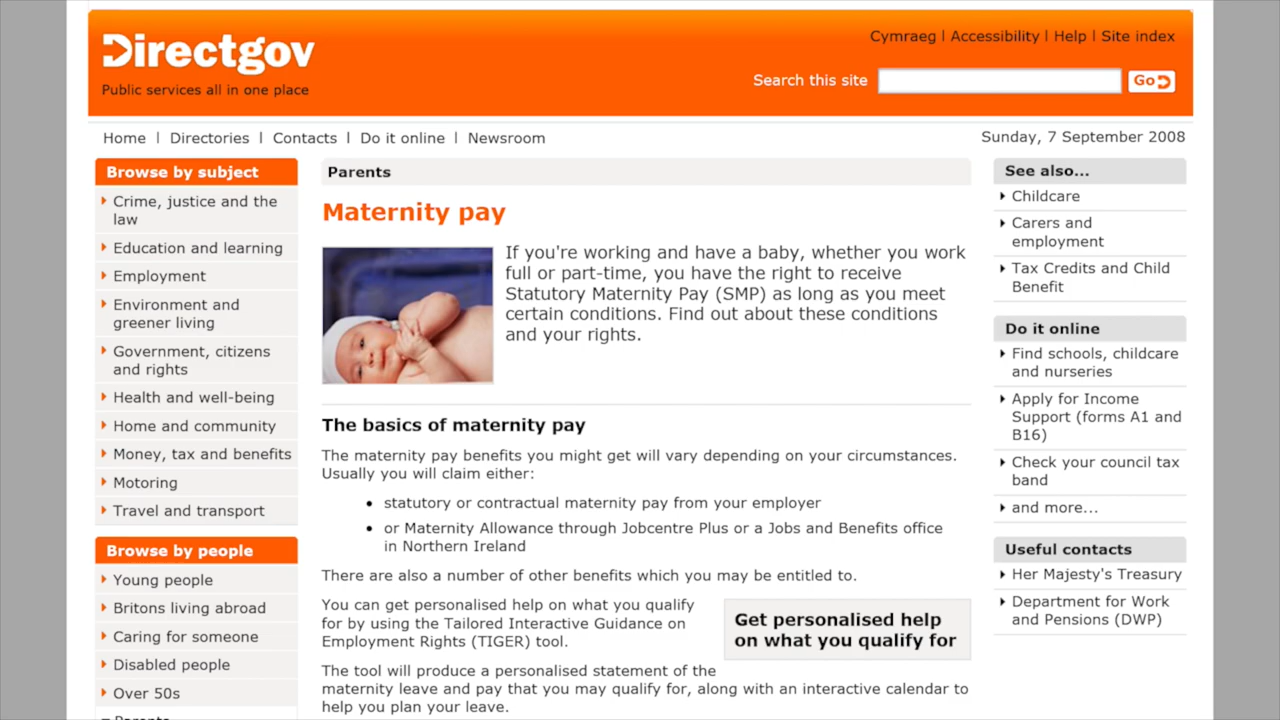 Directgov
Public services all in one place
Cymraeg | Accessibility | Help | Site index
Search this site
Go
Home | Directories | Contacts | Do it online | Newsroom
Sunday, 7 September 2008
Browse by subject
Crime, justice and the
law
Education and learning
Employment
Environment and
greener living
Government, citizens
and rights
Health and well-being
Home and community
Money, tax and benefits
Motoring
Travel and transport
Browse by people
Young people
Britons living abroad
Caring for someone
Disabled people
Over 50s
Parents
Parents
Maternity pay
If you're working and have a baby, whether you work
full or part-time, you have the right to receive
Statutory Maternity Pay (SMP) as long as you meet
certain conditions. Find out about these conditions
and your rights.
The basics of maternity pay
The maternity pay benefits you might get will vary depending on your circumstances.
Usually you will claim either:
• statutory or contractual maternity pay from your employer
• or Maternity Allowance through Jobcentre Plus or a Jobs and Benefits office
in Northern Ireland
There are also a number of other benefits which you may be entitled to.
You can get personalised help on what you qualify
for by using the Tailored Interactive Guidance on
Employment Rights (TIGER) tool.
Get personalised help
on what you qualify for
The tool will produce a personalised statement of the
maternity leave and pay that you may qualify for, along with an interactive calendar to
help you plan your leave.
See also...
Childcare
Carers and
employment
Tax Credits and Child
Benefit
Do it online
Find schools, childcare
and nurseries
Apply for Income
Support (forms A1 and
B16)
Check your council tax
band
and more...
Useful contacts
Her Majesty's Treasury
Department for Work
and Pensions (DWP)